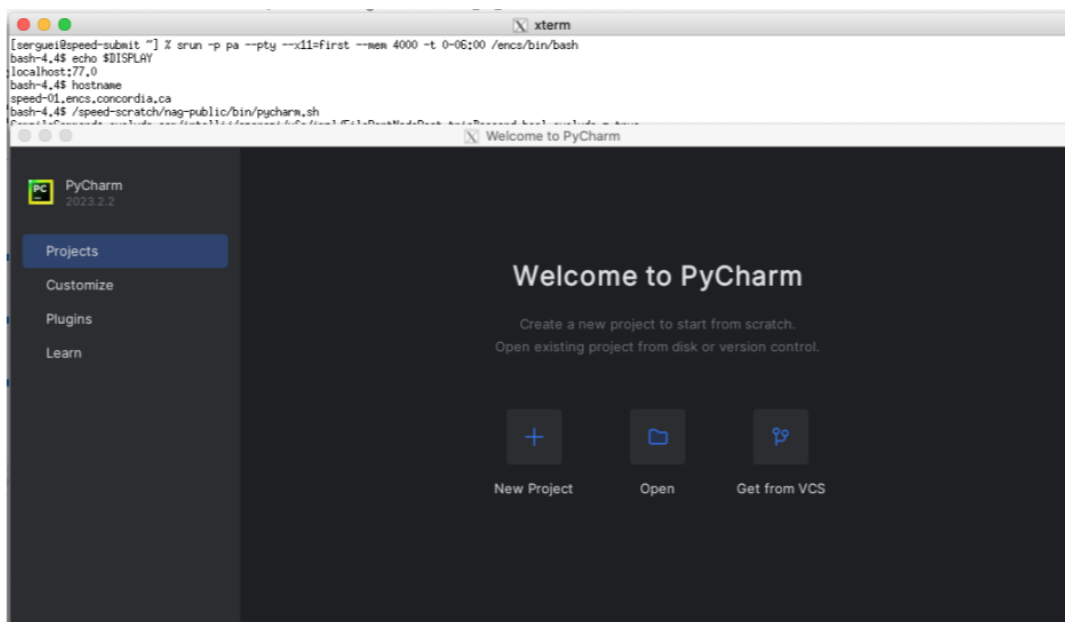 xterm
[serguei@speed-submit ~] % srun -p pa --pty --x11=first --mem 4000 -t 0-06:00 /encs/bin/bash
bash-4.4$ echo $DISPLAY
localhost:77.0
bash-4.4$ hostname
speed-01.encs.concordia.ca
bash-4.4$ /speed-scratch/nag-public/bin/pycharm.sh
Welcome to PyCharm
PC PyCharm
2023.2.2
Projects
Customize
Plugins
Learn
Welcome to PyCharm
Create a new project to start from scratch.
Open existing project from disk or version control.
New Project Open Get from VCS